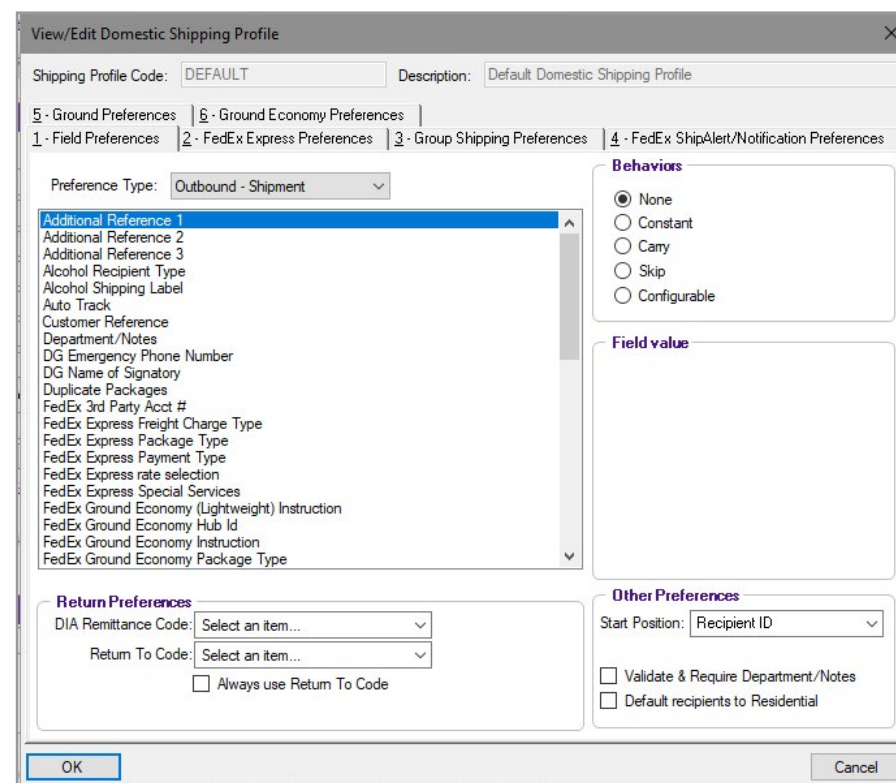 View/Edit Domestic Shipping Profile
Shipping Profile Code: DEFAULT Description: Default Domestic Shipping Profile
5 - Ground Preferences 6 - Ground Economy Preferences
1 - Field Preferences 2 - FedEx Express Preferences 3 - Group Shipping Preferences 4 - FedEx ShipAlert/Notification Preferences
Preference Type: Outbound - Shipment
Additional Reference 1
Additional Reference 2
Additional Reference 3
Alcohol Recipient Type
Alcohol Shipping Label
Auto Track
Customer Reference
Department/Notes
DG Emergency Phone Number
DG Name of Signatory
Duplicate Packages
FedEx 3rd Party Acct #
FedEx Express Freight Charge Type
FedEx Express Package Type
FedEx Express Payment Type
FedEx Express rate selection
FedEx Express Special Services
FedEx Ground Economy (Lightweight) Instruction
FedEx Ground Economy Hub Id
FedEx Ground Economy Instruction
FedEx Ground Economy Package Type
Behaviors
None
Constant
Carry
Skip
Configurable
Field value
Return Preferences
DIA Remittance Code: Select an item...
Return To Code: Select an item...
Always use Return To Code
Other Preferences
Start Position: Recipient ID
Validate & Require Department/Notes
Default recipients to Residential
OK
Cancel